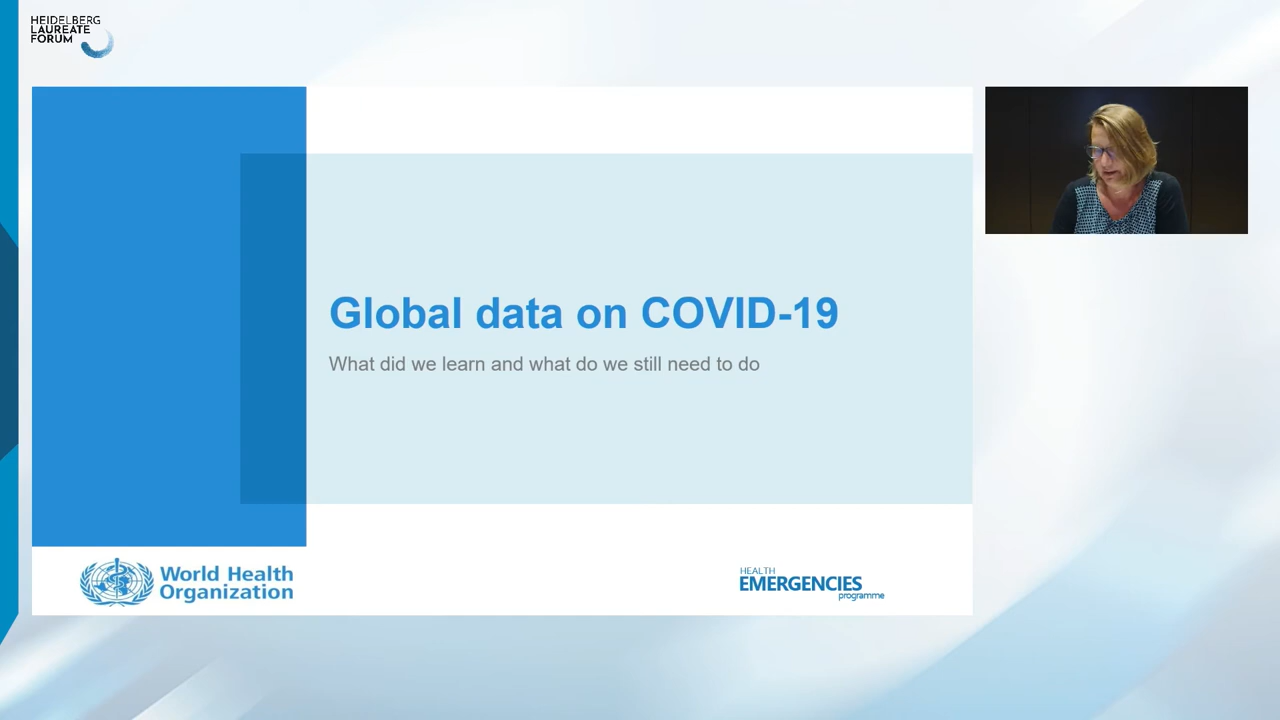 HEIDELBERG
LAUREATE
FORUM
Global data on COVID-19
What did we learn and what do we still need to do
World Health
Organization
HEALTH
EMERGENCIES
programme